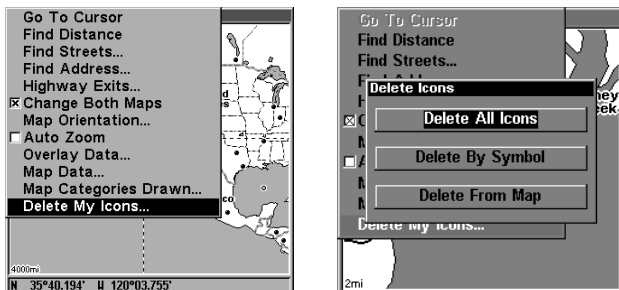 Go To Cursor
Find Distance
Find Streets...
Find Address...
Highway Exits...
Change Both Maps
Map Orientation...
Auto Zoom
Overlay Data...
Map Data...
Map Categories Drawn...
Delete My Icons...
4000mi
N 35°40.194' W 120°03.755'
Go To Cursor
Find Distance
Find Streets...
Delete Icons
Delete All Icons
Delete By Symbol
Delete From Map
Delete My Icons...
2mi